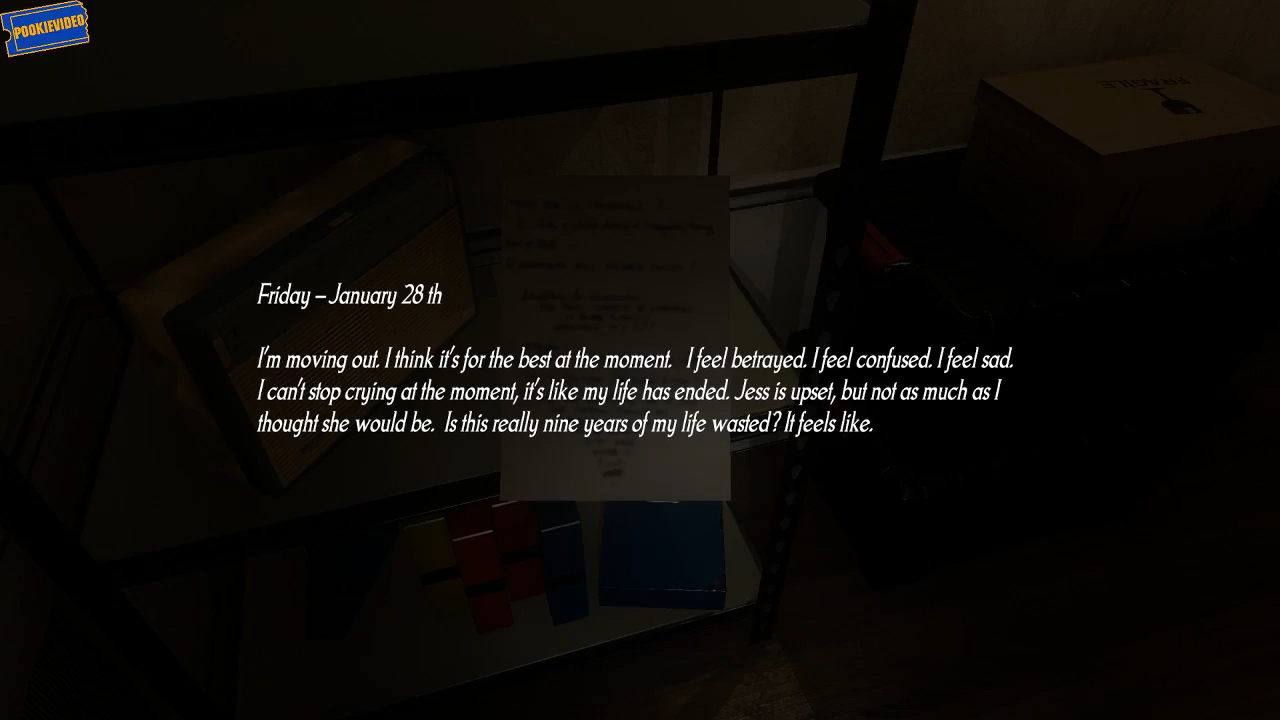 POOKIEVIDEO
FRAGILE
Friday – January 28 th
I'm moving out. I think it's for the best at the moment.   I feel betrayed. I feel confused. I feel sad.
I can't stop crying at the moment, it's like my life has ended. Jess is upset, but not as much as I
thought she would be.  Is this really nine years of my life wasted? It feels like.